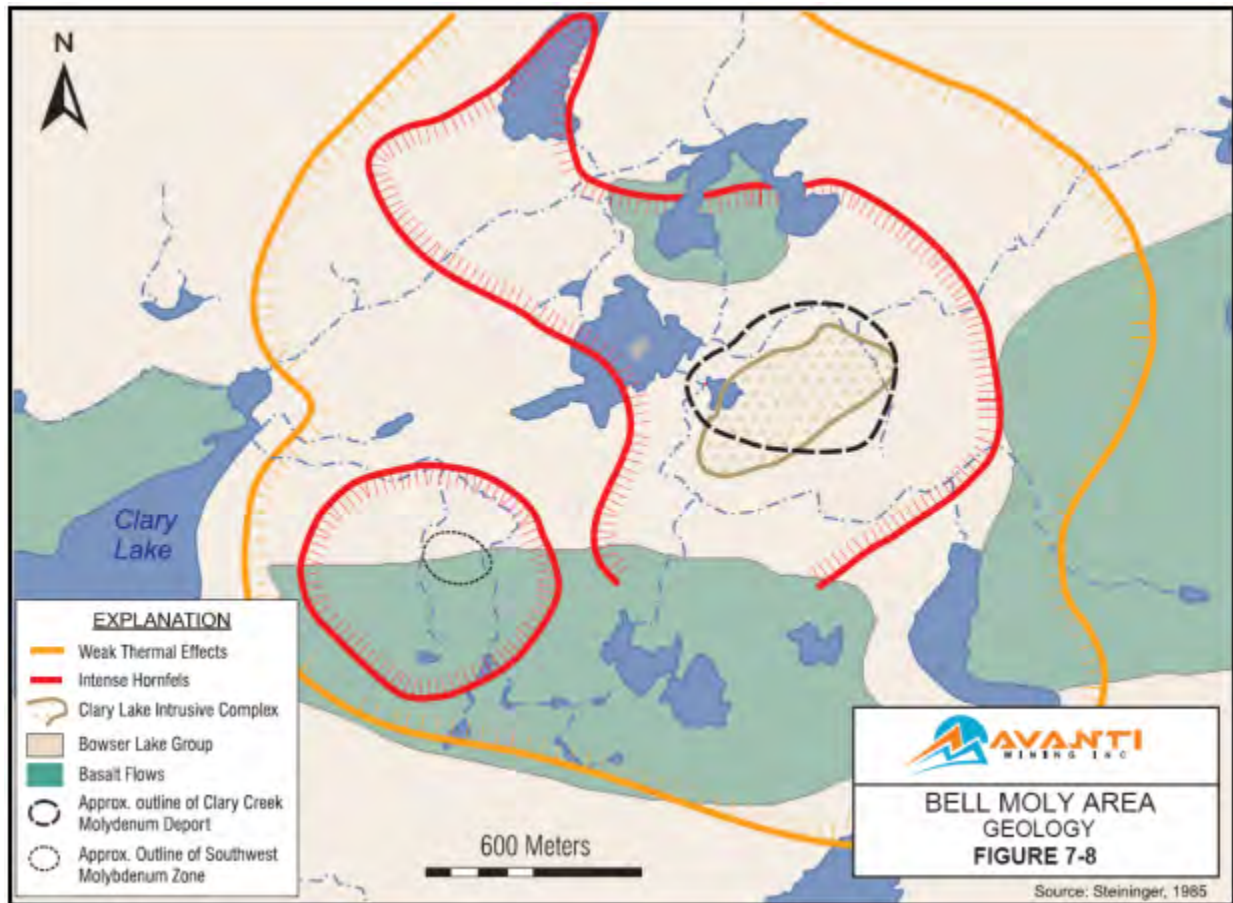 N
Clary
Lake
EXPLANATION
Weak Thermal Effects
Intense Hornfels
Clary Lake Intrusive Complex
Bowser Lake Group
Basalt Flows
Approx. outline of Clary Creek
Molydenum Deport
Approx. Outline of Southwest
Molybdenum Zone
600 Meters
AVANTI
MINING INC
BELL MOLY AREA
GEOLOGY
FIGURE 7-8
Source: Steininger, 1985